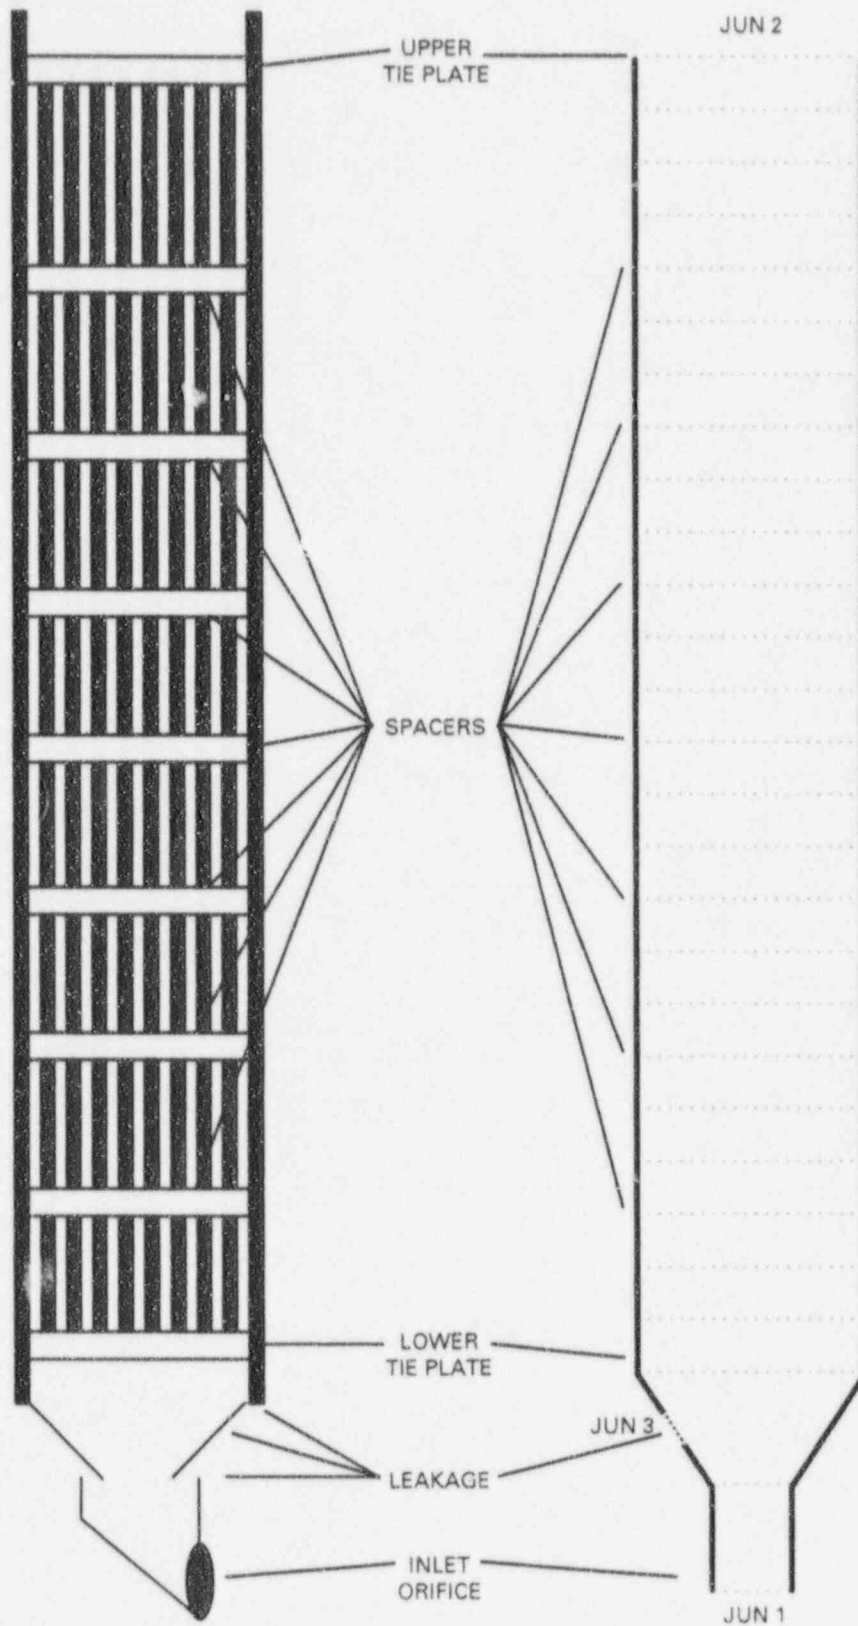 JUN 2
UPPER
TIE PLATE
SPACERS
LOWER
TIE PLATE
JUN 3
LEAKAGE
INLET
ORIFICE
JUN 1